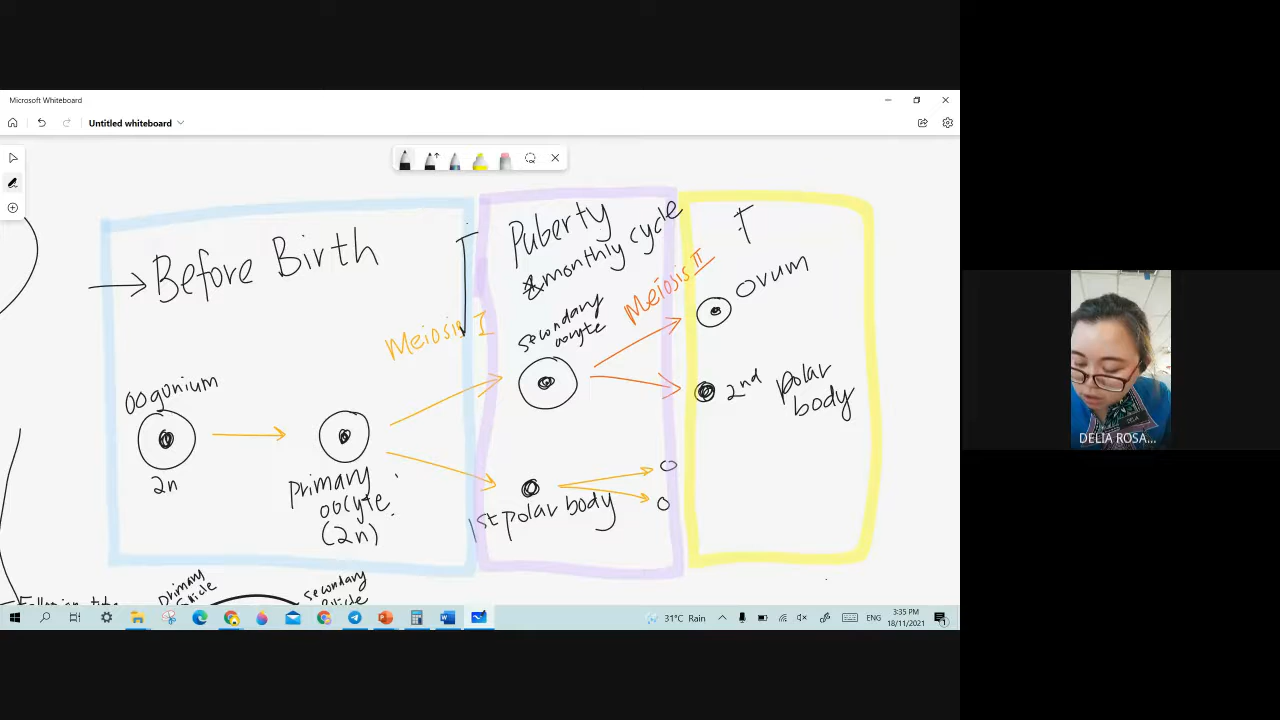 Microsoft Whiteboard
Untitled whiteboard
→Before Birth
Puberty
*monthly cycle
Meiosis I
secondary
oocyte
Meiosis II
ovum
oogonium
2n
primary
oocyte.
(2n)
1st polar body
2nd polar
body
primary
secondary
DELIA ROSA...
31°C Rain
ENG
3:35 PM
18/11/2021